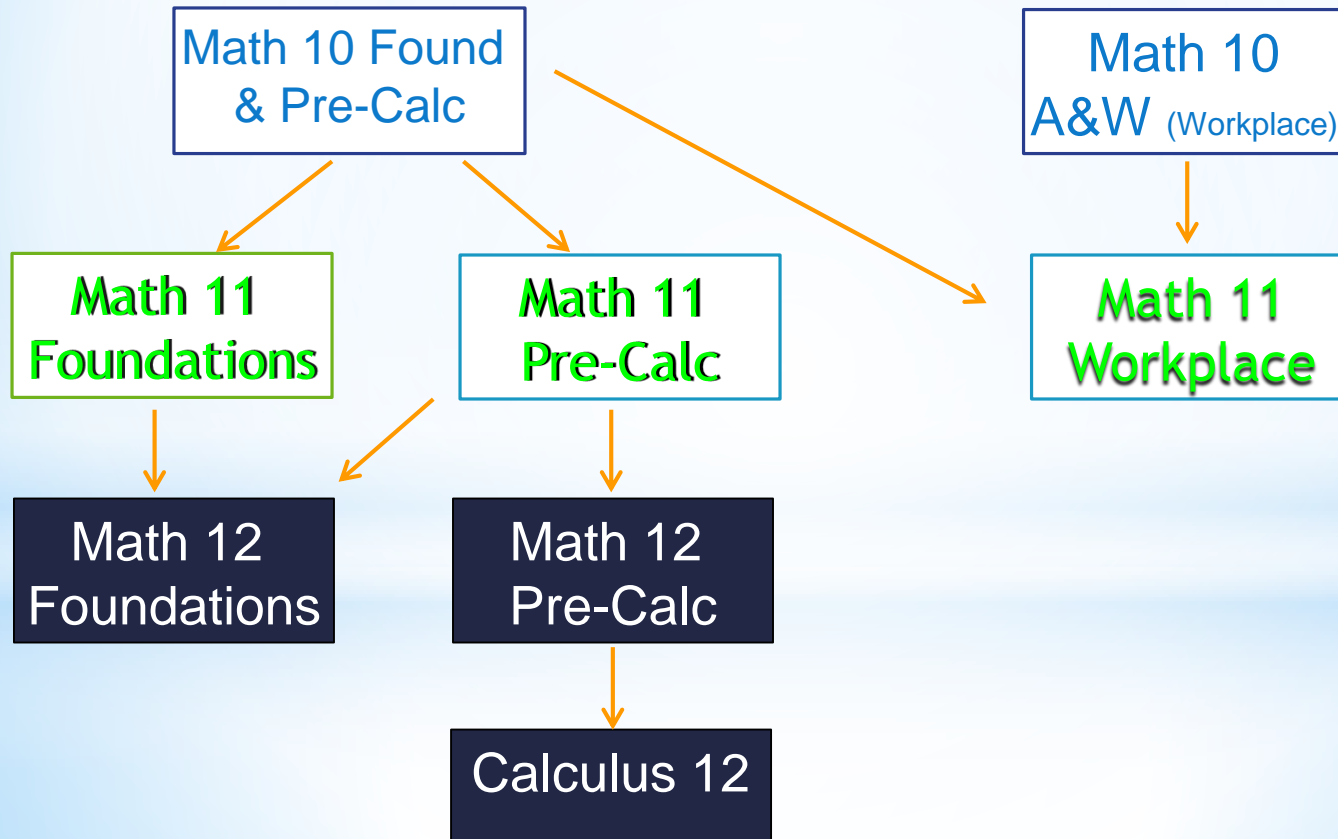 Math 10 Found
& Pre-Calc
Math 10
A&W (Workplace)
Math 11
Foundations
Math 11
Pre-Calc
Math 11
Workplace
Math 12
Foundations
Math 12
Pre-Calc
Calculus 12